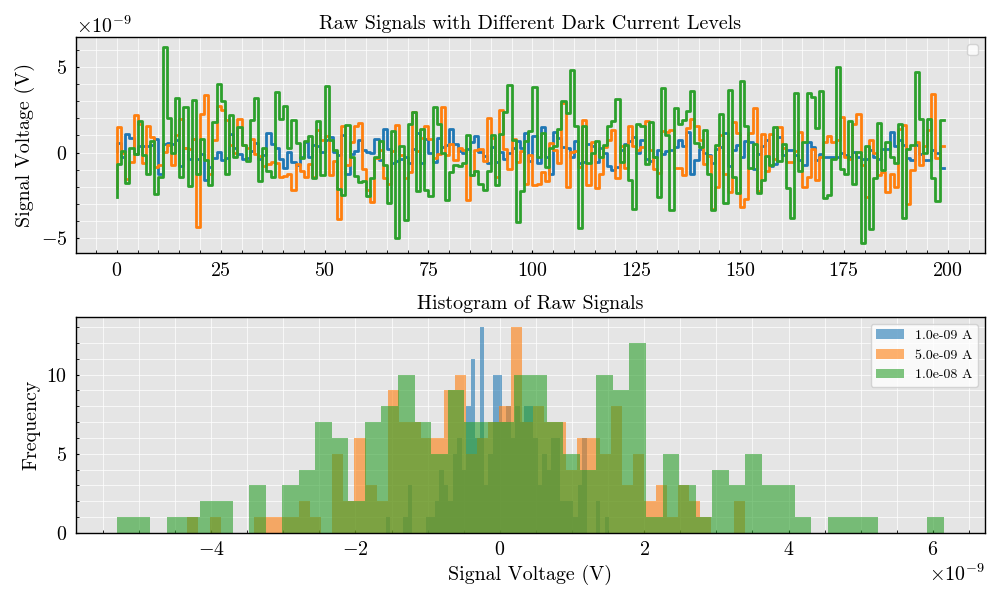 Raw Signals with Different Dark Current Levels
×10⁻⁹
Signal Voltage (V)
5
0
−5
0 25 50 75 100 125 150 175 200
Histogram of Raw Signals
1.0e-09 A
5.0e-09 A
1.0e-08 A
Frequency
10
5
0
−4 −2 0 2 4 6
Signal Voltage (V)
×10⁻⁹